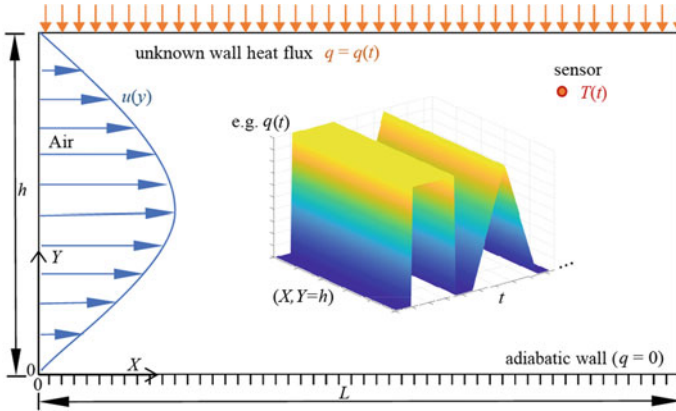 unknown wall heat flux q = q(t)
sensor
T(t)
u(y)
e.g. q(t)
Air
h
Y
(X,Y=h)
t
...
adiabatic wall (q = 0)
0
X
0
L